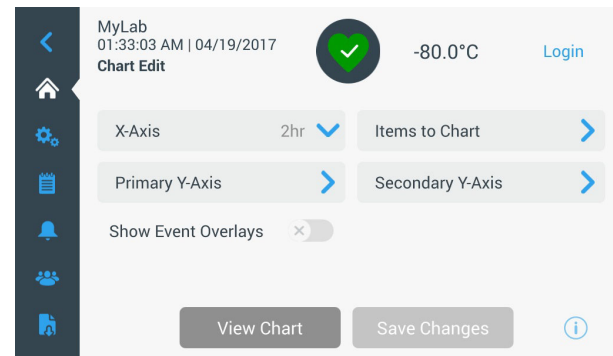 MyLab
01:33:03 AM | 04/19/2017
Chart Edit
-80.0°C
Login
X-Axis 2hr
Items to Chart
Primary Y-Axis
Secondary Y-Axis
Show Event Overlays
View Chart
Save Changes